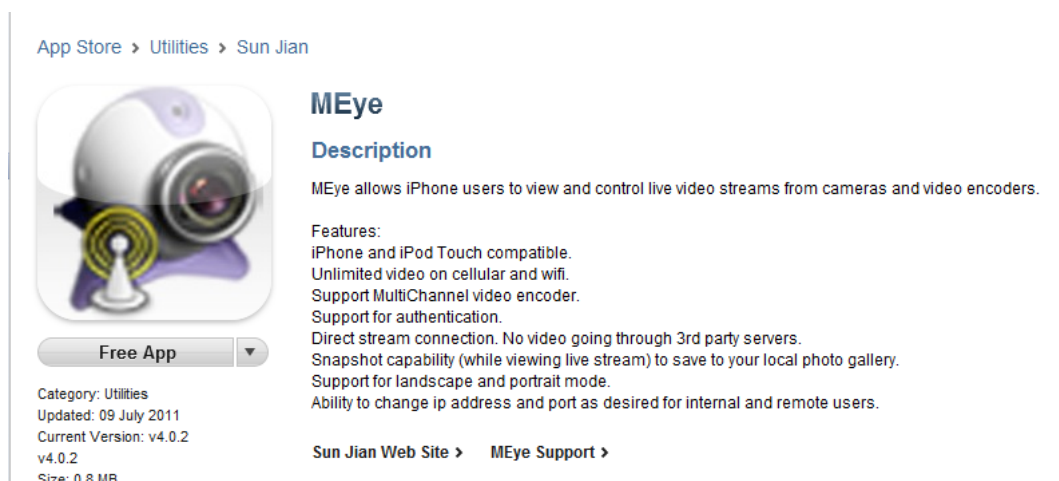 App Store > Utilities > Sun Jian
MEye
Description
MEye allows iPhone users to view and control live video streams from cameras and video encoders.
Features:
iPhone and iPod Touch compatible.
Unlimited video on cellular and wifi.
Support MultiChannel video encoder.
Support for authentication.
Direct stream connection. No video going through 3rd party servers.
Snapshot capability (while viewing live stream) to save to your local photo gallery.
Support for landscape and portrait mode.
Ability to change ip address and port as desired for internal and remote users.
Sun Jian Web Site > MEye Support >
Free App
Category: Utilities
Updated: 09 July 2011
Current Version: v4.0.2
v4.0.2
Size: 0.8 MB